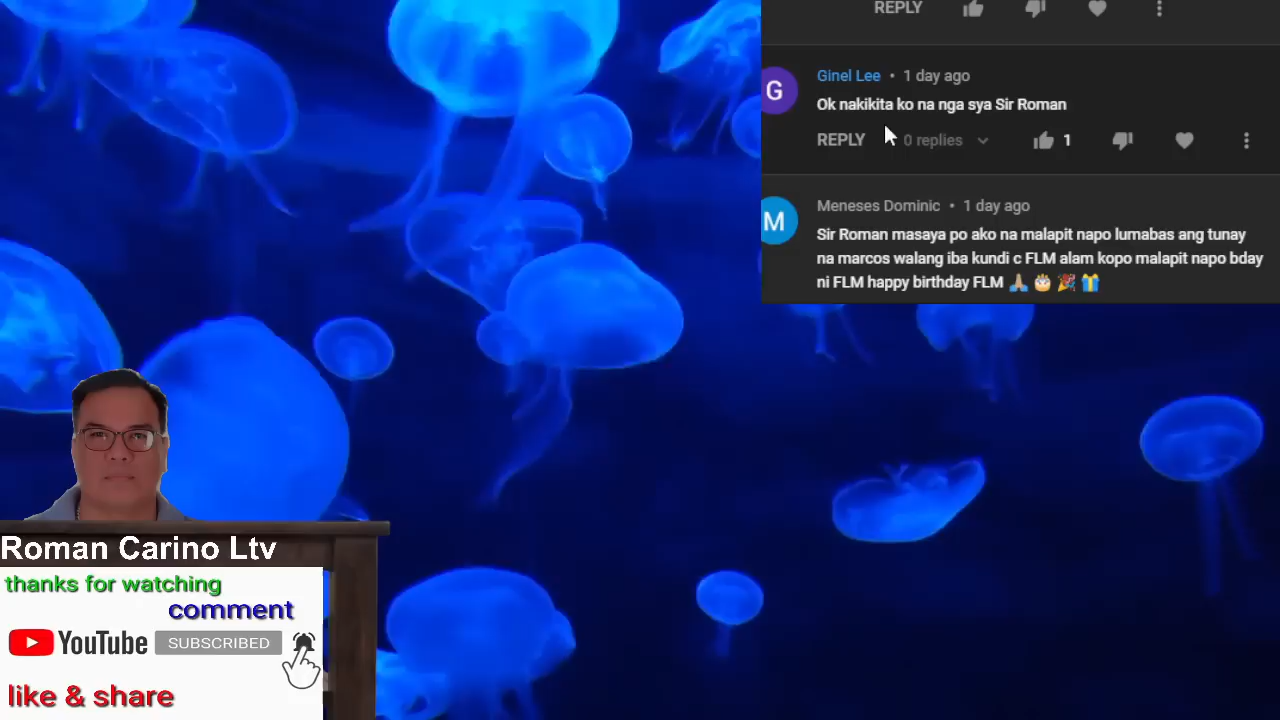 REPLY
G
Ginel Lee • 1 day ago
Ok nakikita ko na nga sya Sir Roman
REPLY 0 replies 1
M
Meneses Dominic • 1 day ago
Sir Roman masaya po ako na malapit napo lumabas ang tunay
na marcos walang iba kundi c FLM alam kopo malapit napo bday
ni FLM happy birthday FLM 🙏🏼 🎂 🎉 🎁
Roman Carino Ltv
thanks for watching
comment
YouTube SUBSCRIBED
like & share